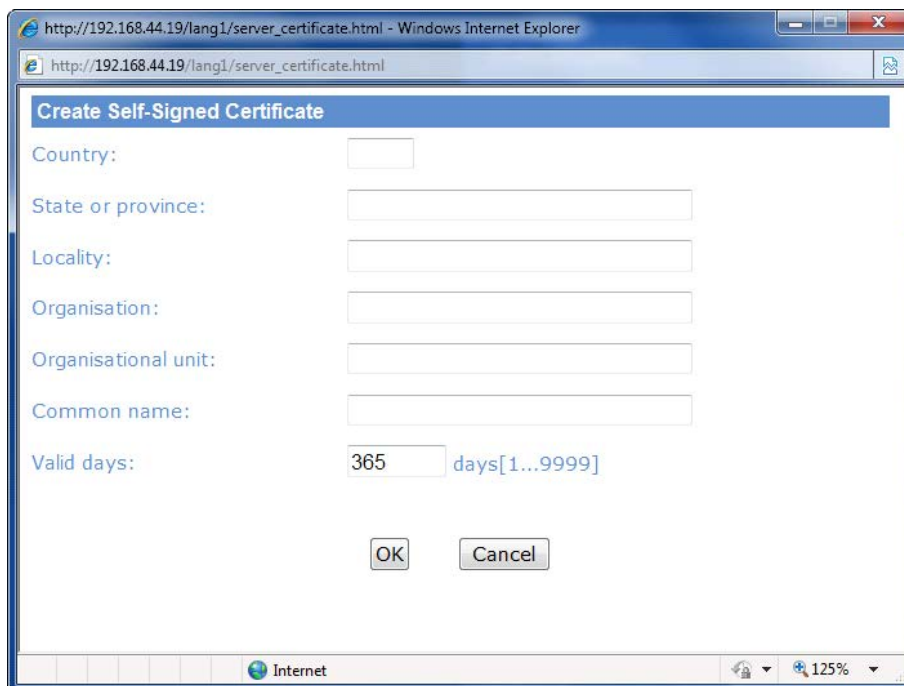 http://192.168.44.19/lang1/server_certificate.html - Windows Internet Explorer
http://192.168.44.19/lang1/server_certificate.html
Create Self-Signed Certificate
Country:
State or province:
Locality:
Organisation:
Organisational unit:
Common name:
Valid days: 365 days[1...9999]
OK Cancel
Internet 125%